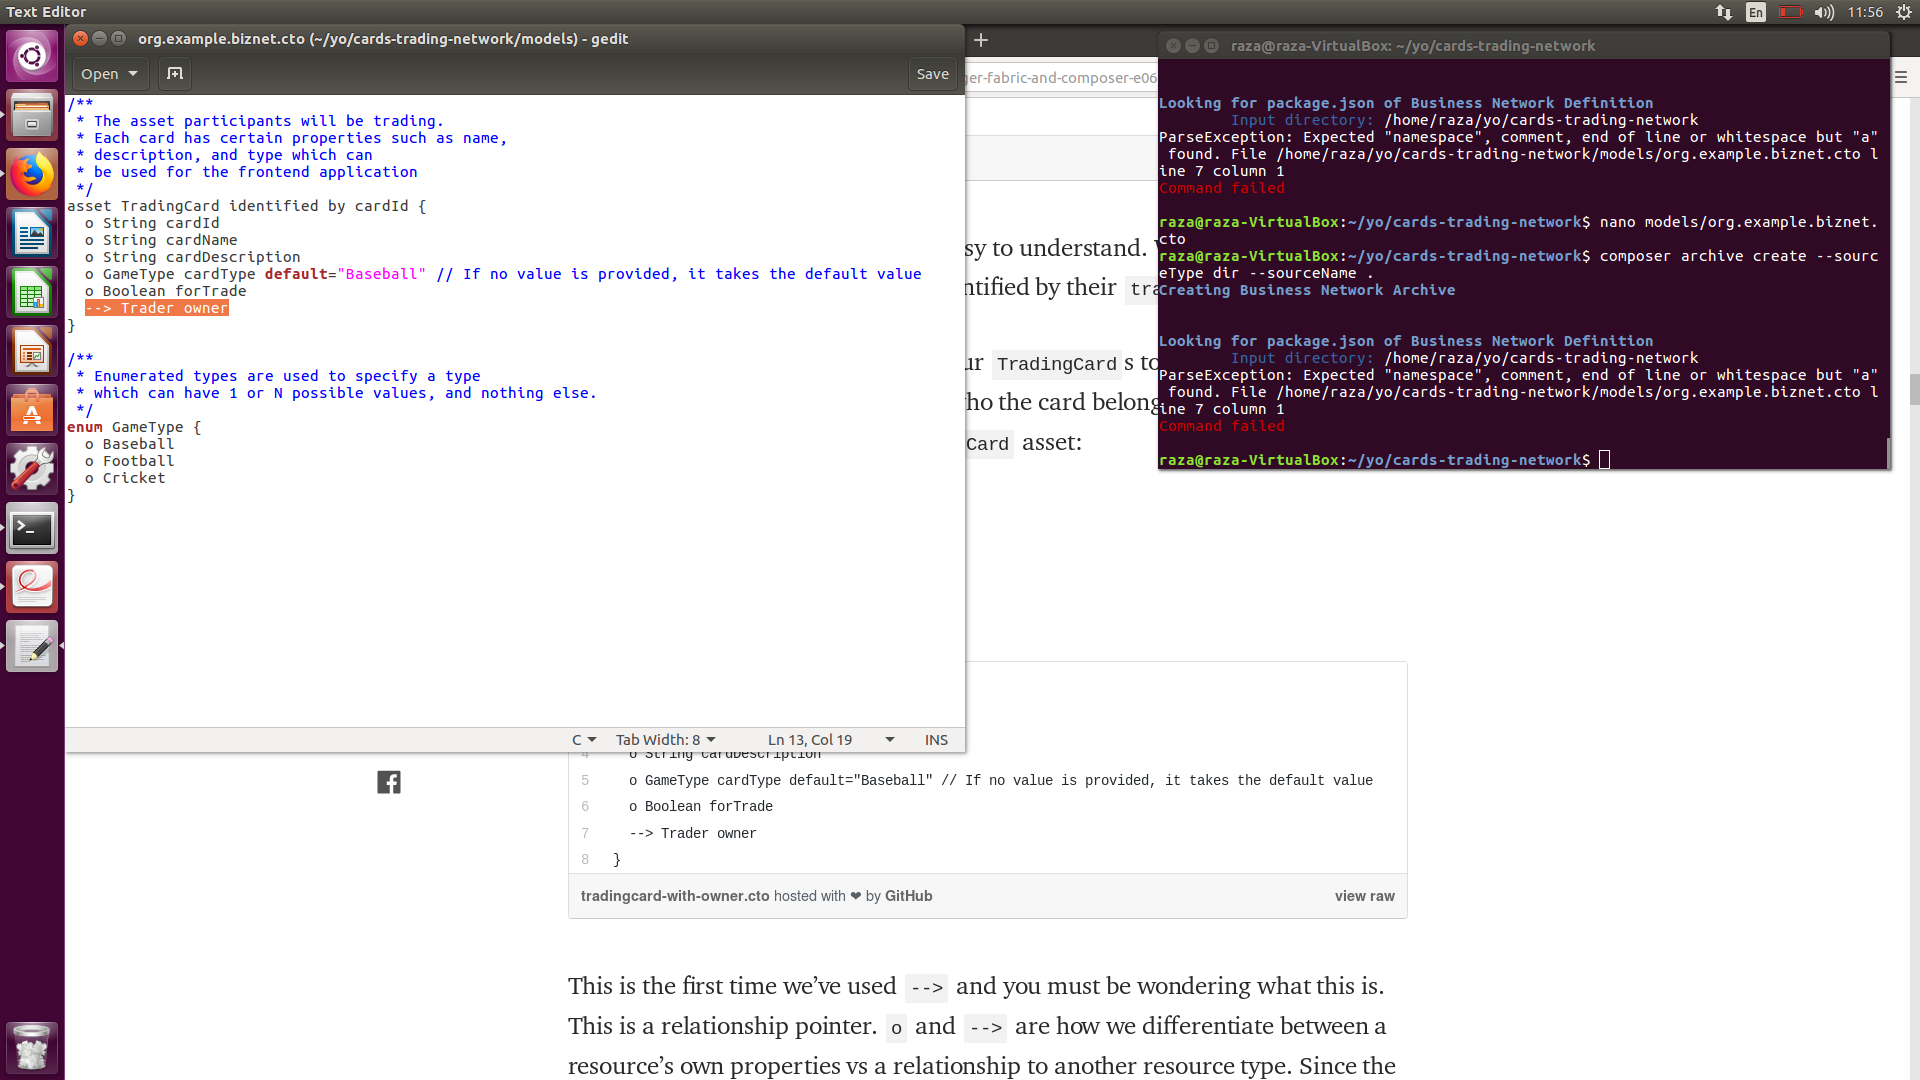 Text Editor
En
11:56
org.example.biznet.cto (~/yo/cards-trading-network/models) - gedit
Open
Save
/**
 * The asset participants will be trading.
 * Each card has certain properties such as name,
 * description, and type which can
 * be used for the frontend application
 */
asset TradingCard identified by cardId {
  o String cardId
  o String cardName
  o String cardDescription
  o GameType cardType default="Baseball" // If no value is provided, it takes the default value
  o Boolean forTrade
  --> Trader owner
}
/**
 * Enumerated types are used to specify a type
 * which can have 1 or N possible values, and nothing else.
 */
enum GameType {
  o Baseball
  o Football
  o Cricket
}
C
Tab Width: 8
Ln 13, Col 19
INS
ger-fabric-and-composer-e06
sy to understand.
ntified by their tra
ur TradingCard s to
ho the card belong
Card asset:
raza@raza-VirtualBox: ~/yo/cards-trading-network
Looking for package.json of Business Network Definition
Input directory: /home/raza/yo/cards-trading-network
ParseException: Expected "namespace", comment, end of line or whitespace but "a"
 found. File /home/raza/yo/cards-trading-network/models/org.example.biznet.cto l
ine 7 column 1
Command failed
raza@raza-VirtualBox:~/yo/cards-trading-network$ nano models/org.example.biznet.
cto
raza@raza-VirtualBox:~/yo/cards-trading-network$ composer archive create --sourc
eType dir --sourceName .
Creating Business Network Archive
Looking for package.json of Business Network Definition
Input directory: /home/raza/yo/cards-trading-network
ParseException: Expected "namespace", comment, end of line or whitespace but "a"
 found. File /home/raza/yo/cards-trading-network/models/org.example.biznet.cto l
ine 7 column 1
Command failed
raza@raza-VirtualBox:~/yo/cards-trading-network$
4 o String cardDescription
5 o GameType cardType default="Baseball" // If no value is provided, it takes the default value
6 o Boolean forTrade
7 --> Trader owner
8 }
tradingcard-with-owner.cto hosted with ❤ by GitHub
view raw
This is the first time we’ve used --> and you must be wondering what this is.
This is a relationship pointer. o and --> are how we differentiate between a
resource’s own properties vs a relationship to another resource type. Since the